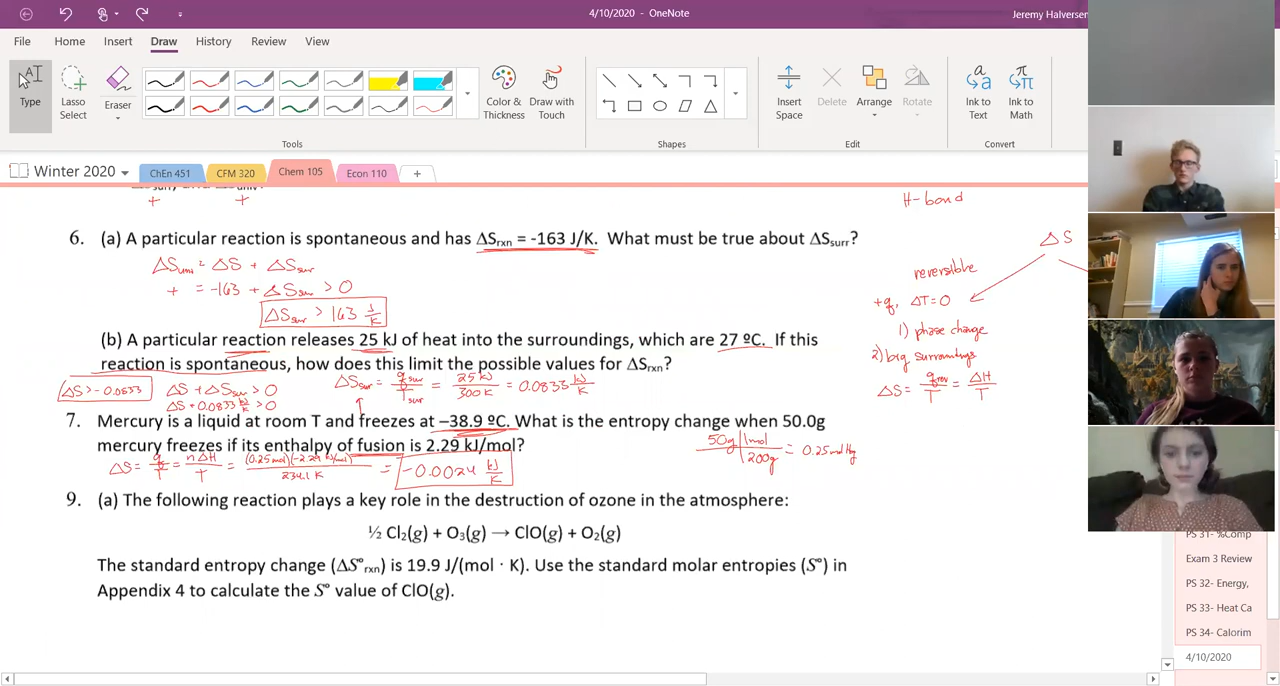 4/10/2020 - OneNote
Jeremy Halversen
File Home Insert Draw History Review View
Type
Lasso Select
Eraser
Color & Thickness
Draw with Touch
Insert Space
Delete
Arrange
Rotate
Ink to Text
Ink to Math
Tools Shapes Edit Convert
Winter 2020 ChEn 451 CFM 320 Chem 105 Econ 110 +
+ +
H-bond
6. (a) A particular reaction is spontaneous and has ΔSrxn = -163 J/K. What must be true about ΔSsurr?
ΔSuni = ΔS + ΔSsur
+ = -163 + ΔSsur > 0
ΔSsur > 163 J/K
ΔS
reversible
+q, ΔT=0
1) phase change
2) big surroundings
ΔS = qrev/T = ΔH/T
(b) A particular reaction releases 25 kJ of heat into the surroundings, which are 27 ºC. If this
reaction is spontaneous, how does this limit the possible values for ΔSrxn?
ΔS > -0.0833
ΔS + ΔSsur > 0
ΔS + 0.0833 kJ/K > 0
ΔSsur = qsur/Tsur = 25 kJ/300 K = 0.0833 kJ/K
7. Mercury is a liquid at room T and freezes at –38.9 ºC. What is the entropy change when 50.0g
mercury freezes if its enthalpy of fusion is 2.29 kJ/mol?
50g | 1mol / 200g = 0.25 mol Hg
ΔS = q/T = nΔH/T = (0.25 mol)(-2.29 kJ/mol)/234.1 K = -0.0024 kJ/K
9. (a) The following reaction plays a key role in the destruction of ozone in the atmosphere:
½ Cl₂(g) + O₃(g) → ClO(g) + O₂(g)
The standard entropy change (ΔS°rxn) is 19.9 J/(mol · K). Use the standard molar entropies (S°) in
Appendix 4 to calculate the S° value of ClO(g).
PS 31- %Comp
Exam 3 Review
PS 32- Energy,
PS 33- Heat Ca
PS 34- Calorim
4/10/2020